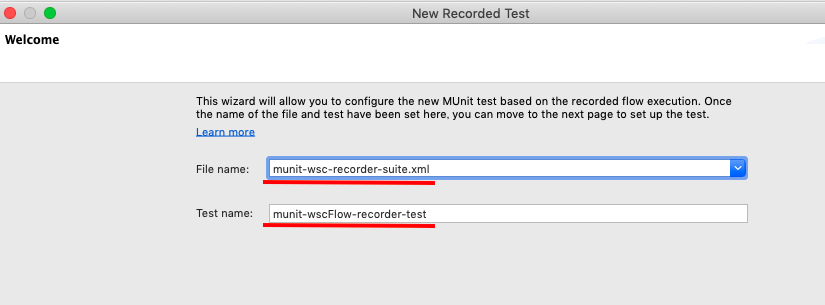 New Recorded Test
Welcome
This wizard will allow you to configure the new MUnit test based on the recorded flow execution. Once
the name of the file and test have been set here, you can move to the next page to set up the test.
Learn more
File name: munit-wsc-recorder-suite.xml
Test name: munit-wscFlow-recorder-test